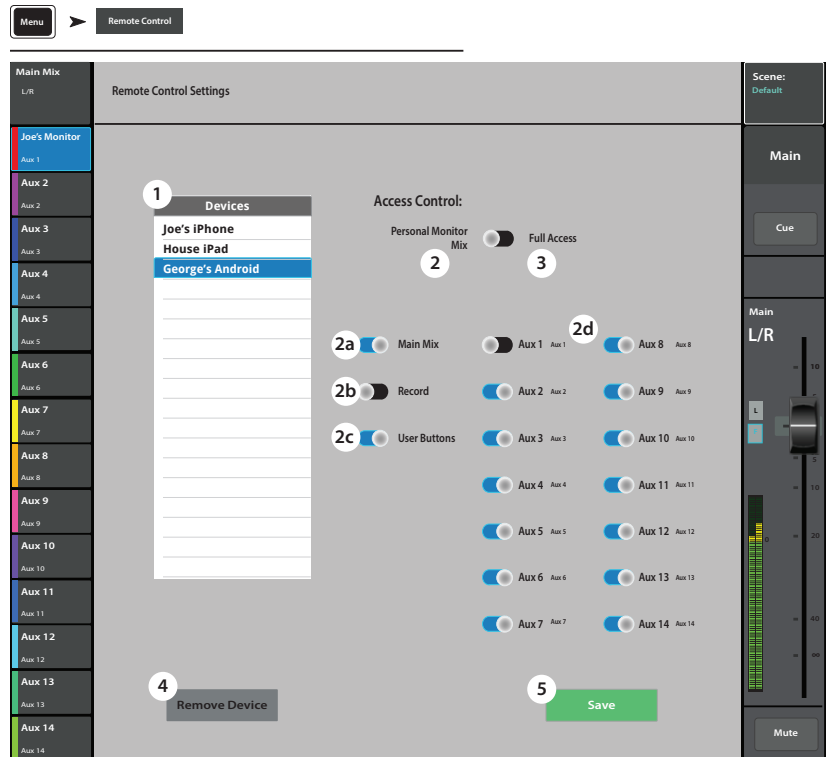 Menu
Remote Control
Main Mix
L/R
Remote Control Settings
Scene:
Default
Joe's Monitor
Aux 1
Aux 2
Aux 2
Aux 3
Aux 3
Aux 4
Aux 4
Aux 5
Aux 5
Aux 6
Aux 6
Aux 7
Aux 7
Aux 8
Aux 8
Aux 9
Aux 9
Aux 10
Aux 10
Aux 11
Aux 11
Aux 12
Aux 12
Aux 13
Aux 13
Aux 14
Aux 14
1
Devices
Joe's iPhone
House iPad
George's Android
Access Control:
Personal Monitor
Mix
Full Access
2
3
2a
Main Mix
2b
Record
2c
User Buttons
2d
Aux 1 Aux 1
Aux 8 Aux 8
Aux 2 Aux 2
Aux 9 Aux 9
Aux 3 Aux 3
Aux 10 Aux 10
Aux 4 Aux 4
Aux 11 Aux 11
Aux 5 Aux 5
Aux 12 Aux 12
Aux 6 Aux 6
Aux 13 Aux 13
Aux 7 Aux 7
Aux 14 Aux 14
4
Remove Device
5
Save
Main
Cue
Main
L/R
10
L
5
10
0
20
40
∞
Mute